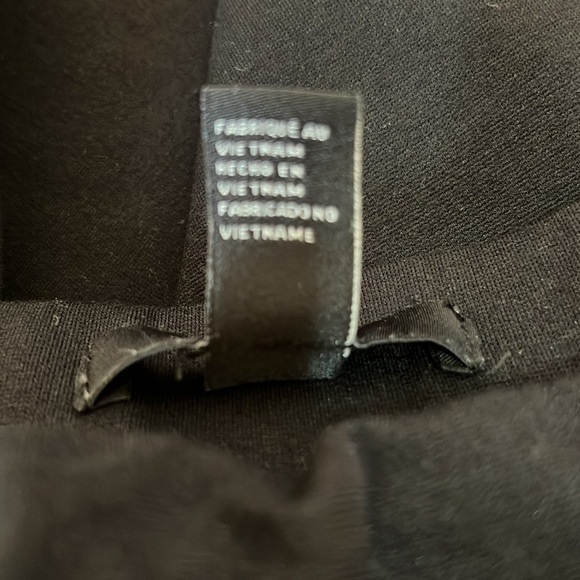 FABRIQUÉ AU
VIETNAM
HECHO EN
VIETNAM
FABRICADO NO
VIETNAME